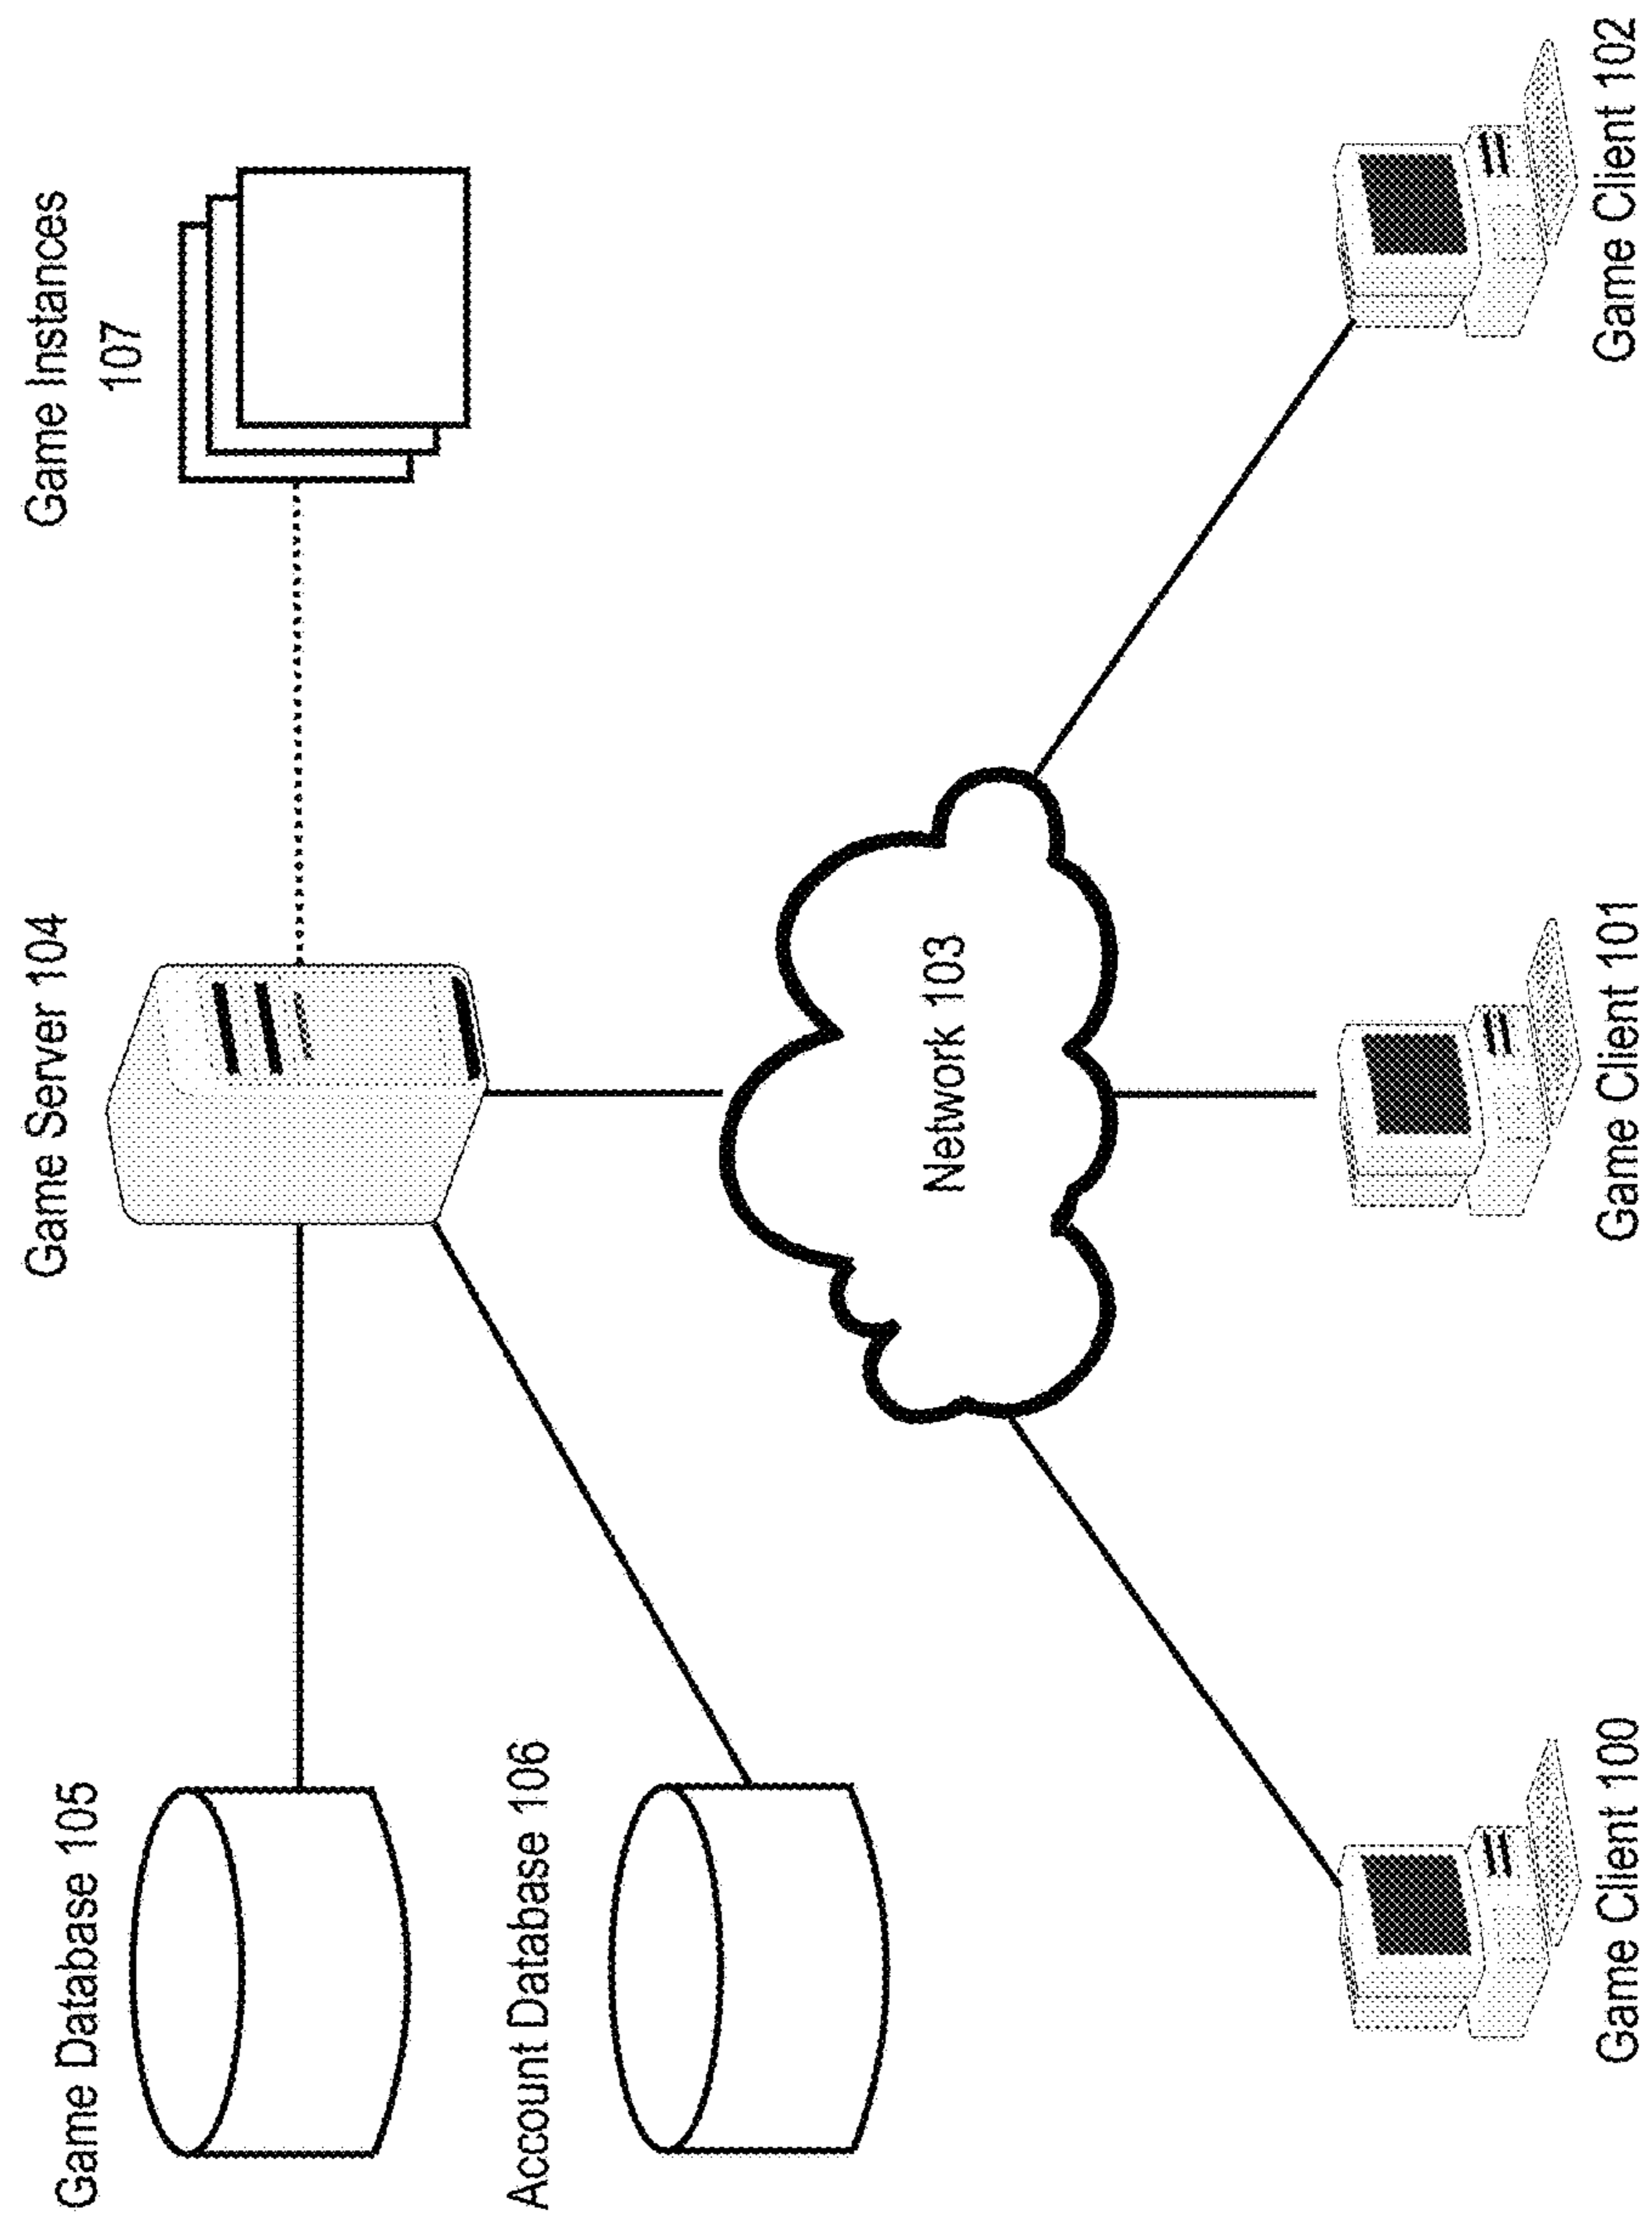 Game Server 104
Game Instances
107
Game Database 105
Account Database 106
Network 103
Game Client 100
Game Client 101
Game Client 102